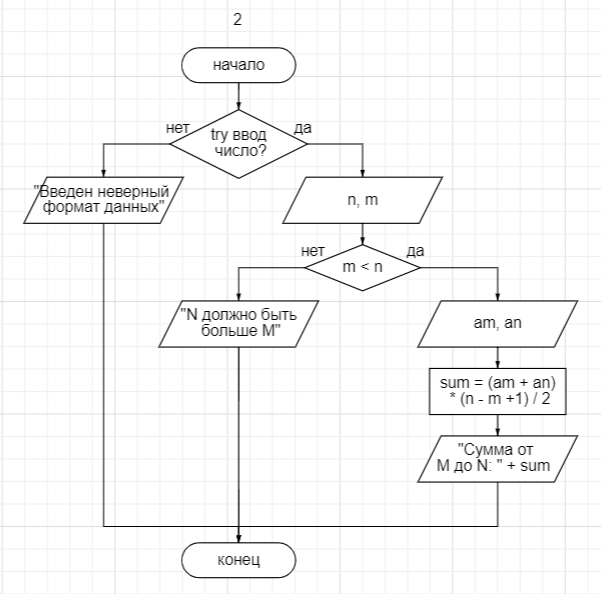 2
начало
нет
да
try ввод
число?
"Введен неверный
формат данных"
n, m
нет
да
m < n
"N должно быть
больше M"
am, an
sum = (am + an)
* (n - m +1) / 2
"Сумма от
M до N: " + sum
конец